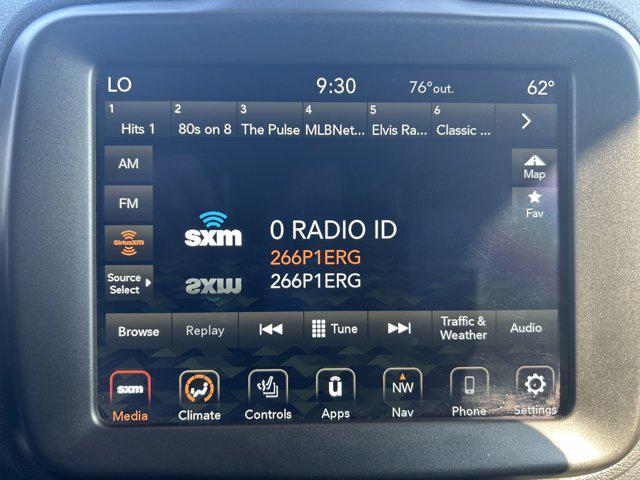 LO 9:30 76°out. 62°
1 2 3 4 5 6
Hits 1 80s on 8 The Pulse MLBNet... Elvis Ra... Classic ...
AM
Map
FM
Fav
SiriusXM
sxm
0 RADIO ID
266P1ERG
266P1ERG
Source
Select
Browse Replay Tune Traffic &
Weather Audio
sxm NW
Media Climate Controls Apps Nav Phone Settings